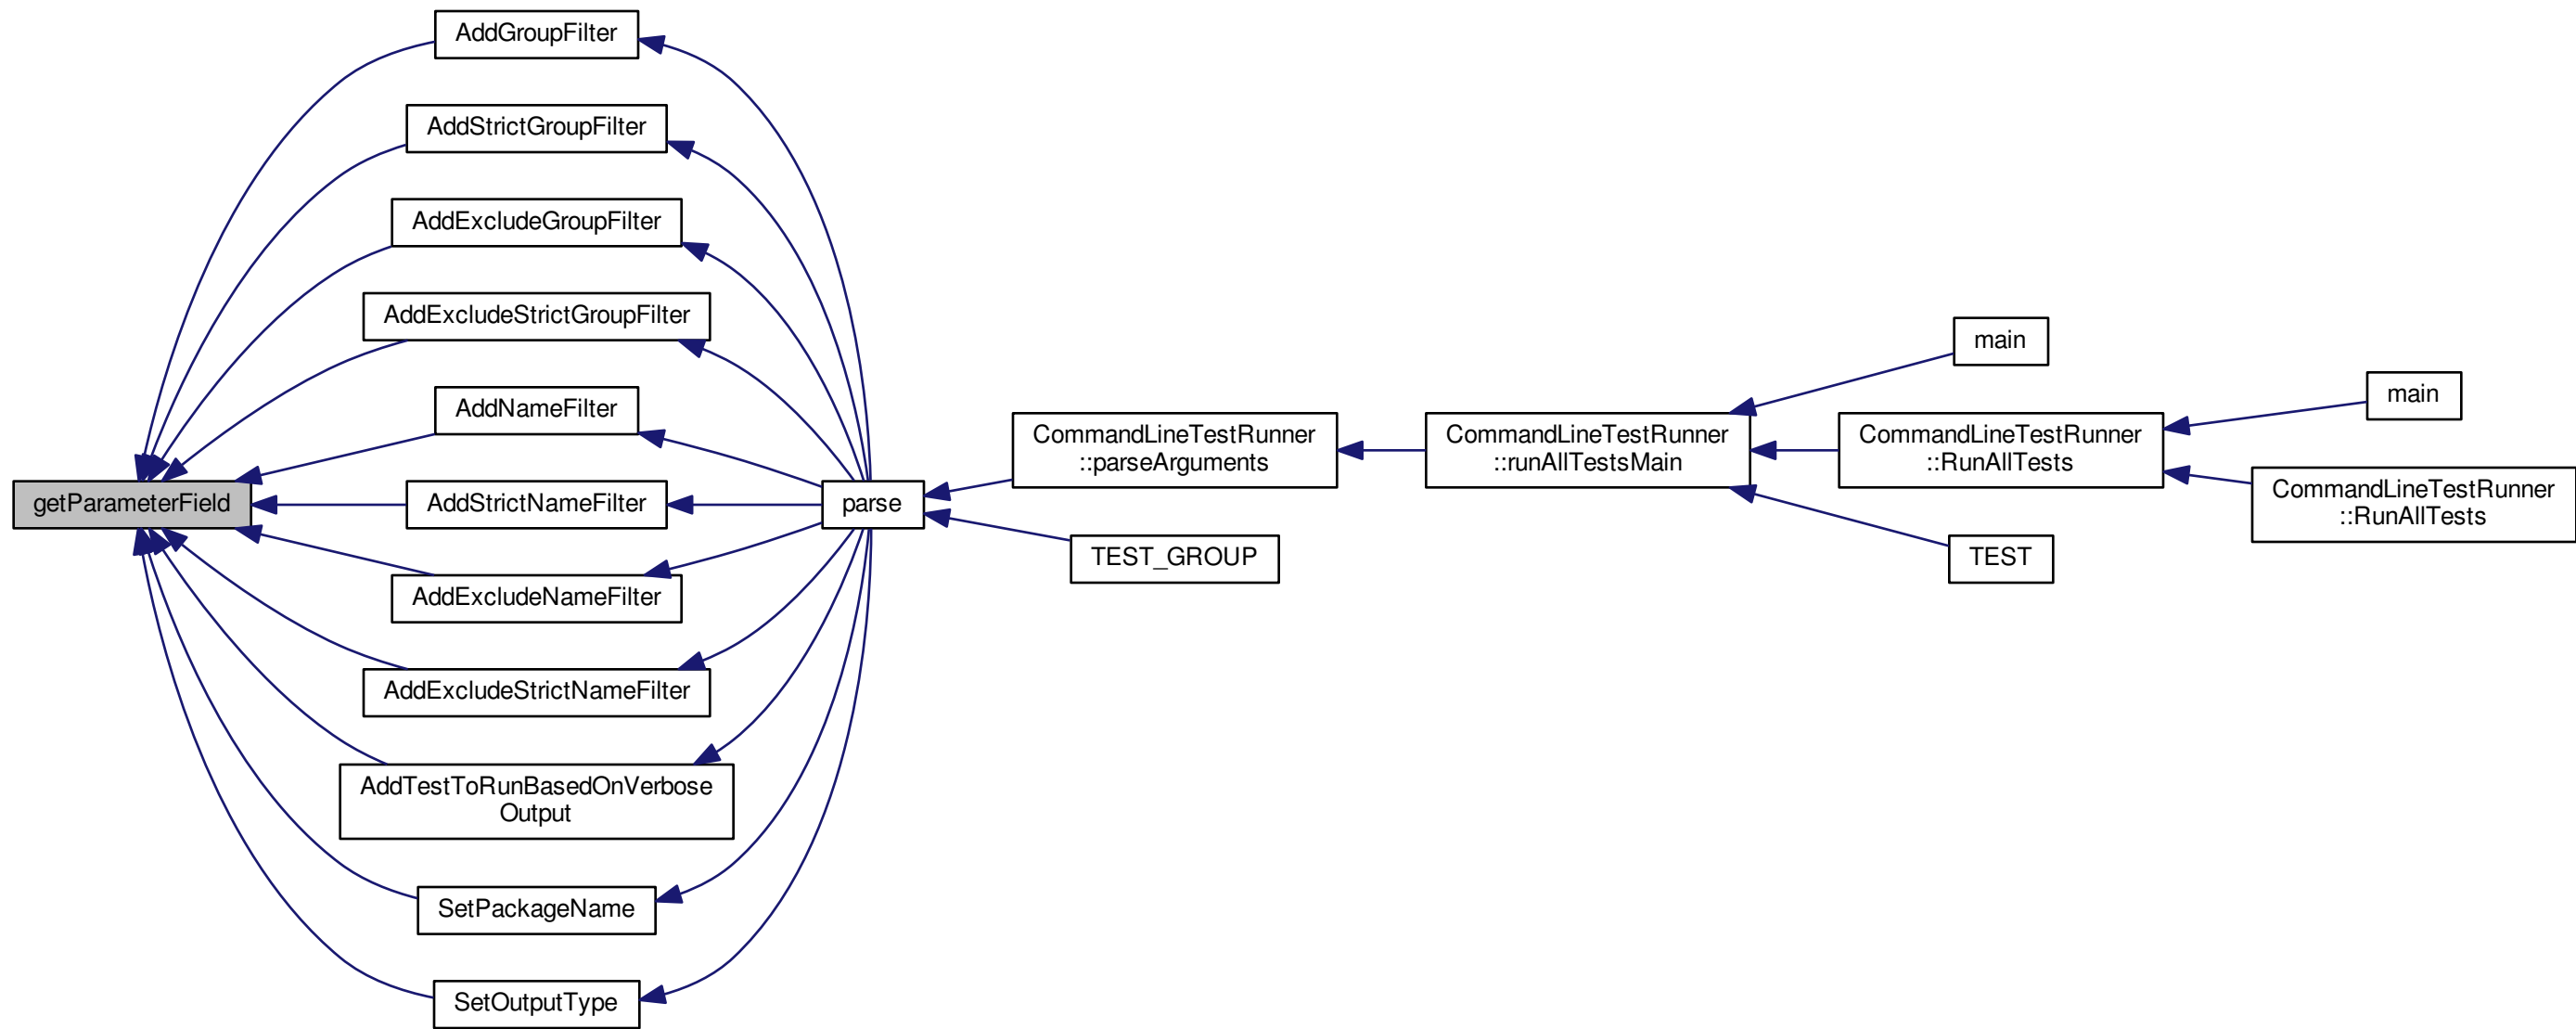 getParameterField
AddGroupFilter
AddStrictGroupFilter
AddExcludeGroupFilter
AddExcludeStrictGroupFilter
AddNameFilter
AddStrictNameFilter
AddExcludeNameFilter
AddExcludeStrictNameFilter
AddTestToRunBasedOnVerbose
Output
SetPackageName
SetOutputType
parse
CommandLineTestRunner
::parseArguments
TEST_GROUP
CommandLineTestRunner
::runAllTestsMain
main
CommandLineTestRunner
::RunAllTests
TEST
main
CommandLineTestRunner
::RunAllTests